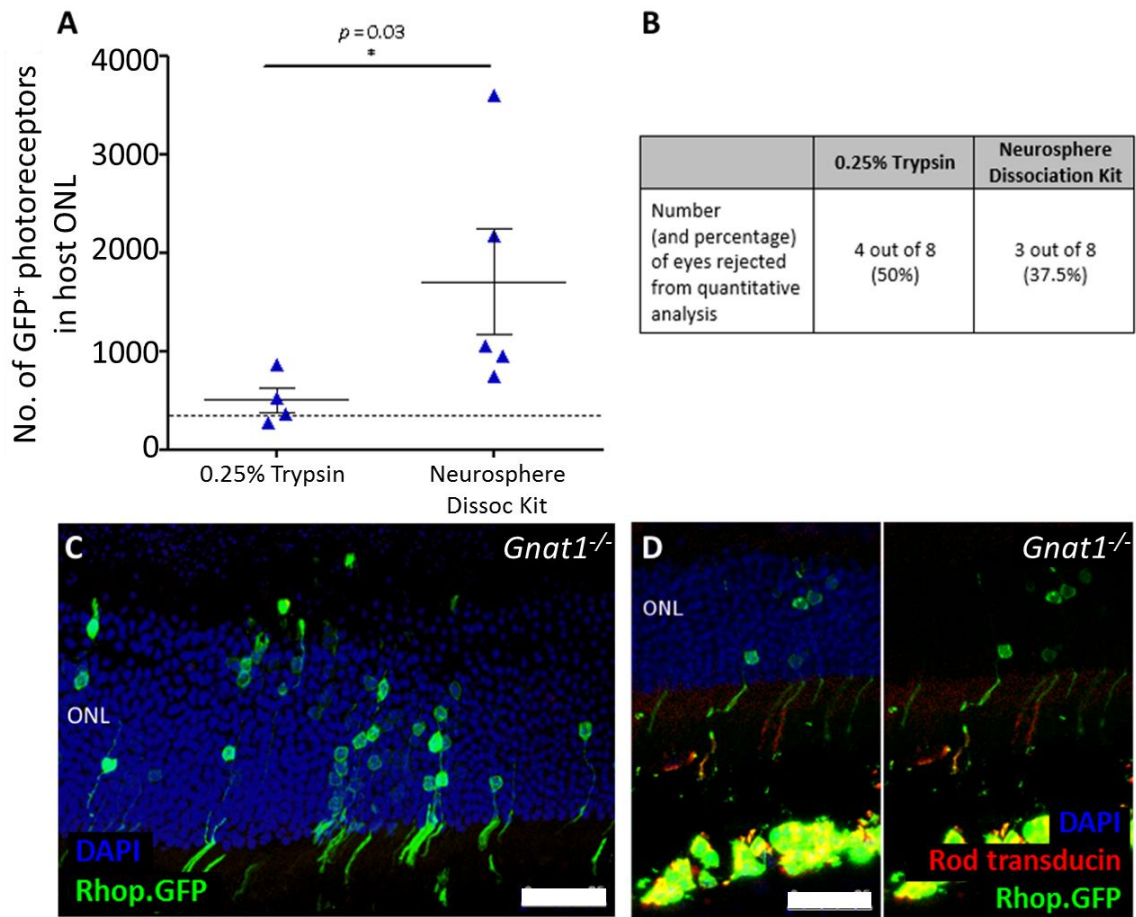 A
p = 0.03
*
No. of GFP+ photoreceptors
in host ONL
4000
3000
2000
1000
0
0.25% Trypsin
Neurosphere
Dissoc Kit
B
0.25% Trypsin
Neurosphere
Dissociation Kit
Number
(and percentage)
of eyes rejected
from quantitative
analysis
4 out of 8
(50%)
3 out of 8
(37.5%)
C
Gnat1-/-
ONL
DAPI
Rhop.GFP
D
Gnat1-/-
ONL
DAPI
Rod transducin
Rhop.GFP